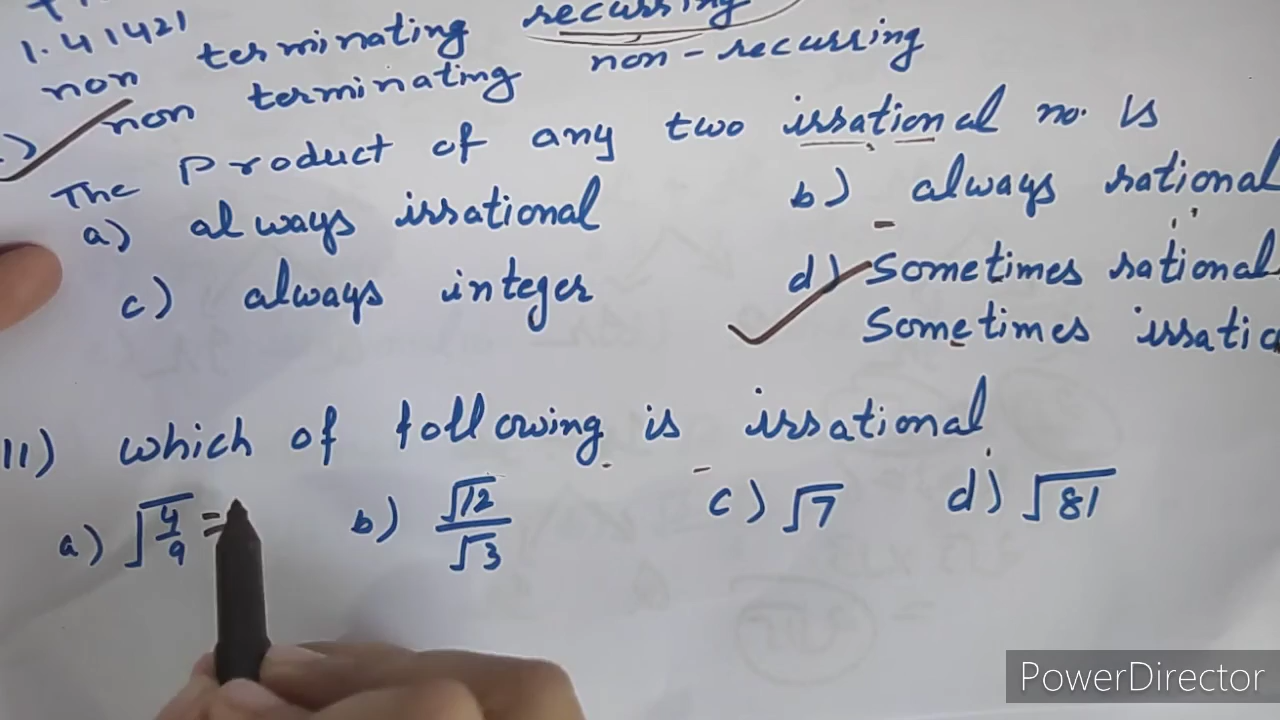 recurring
1.41421
non terminating non-recurring
non terminating
The product of any two irrational no. is
a) always irrational b) always rational
c) always integer d) Sometimes rational
Sometimes irratio
11) which of following is irrational
a) √4/9 = b) √12/√3 c) √7 d) √81
PowerDirector